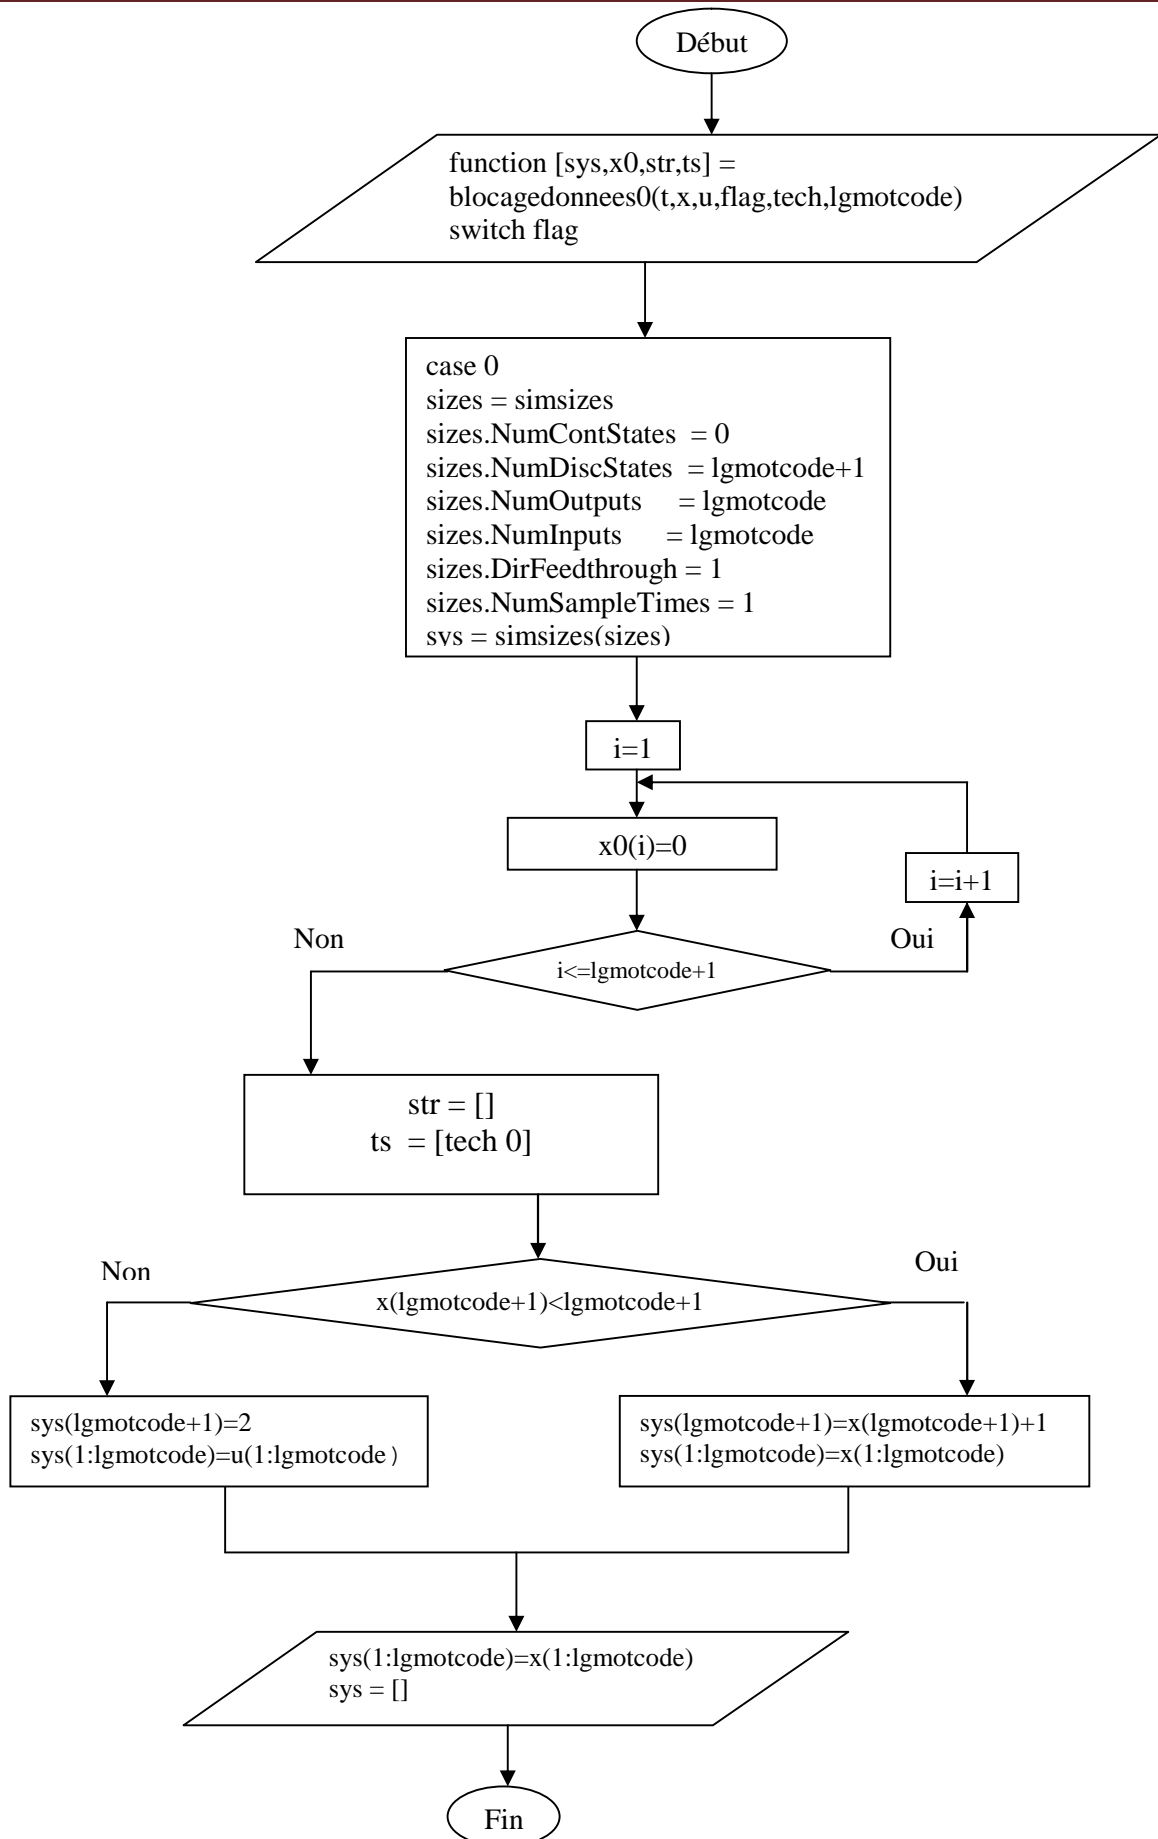 Début
function [sys,x0,str,ts] =
blocagedonnees0(t,x,u,flag,tech,lgmotcode)
switch flag
case 0
sizes = simsizes
sizes.NumContStates = 0
sizes.NumDiscStates = lgmotcode+1
sizes.NumOutputs = lgmotcode
sizes.NumInputs = lgmotcode
sizes.DirFeedthrough = 1
sizes.NumSampleTimes = 1
sys = simsizes(sizes)
i=1
x0(i)=0
i=i+1
Non
Oui
i<=lgmotcode+1
str = []
ts = [tech 0]
Non
Oui
x(lgmotcode+1)<lgmotcode+1
sys(lgmotcode+1)=2
sys(1:lgmotcode)=u(1:lgmotcode)
sys(lgmotcode+1)=x(lgmotcode+1)+1
sys(1:lgmotcode)=x(1:lgmotcode)
sys(1:lgmotcode)=x(1:lgmotcode)
sys = []
Fin